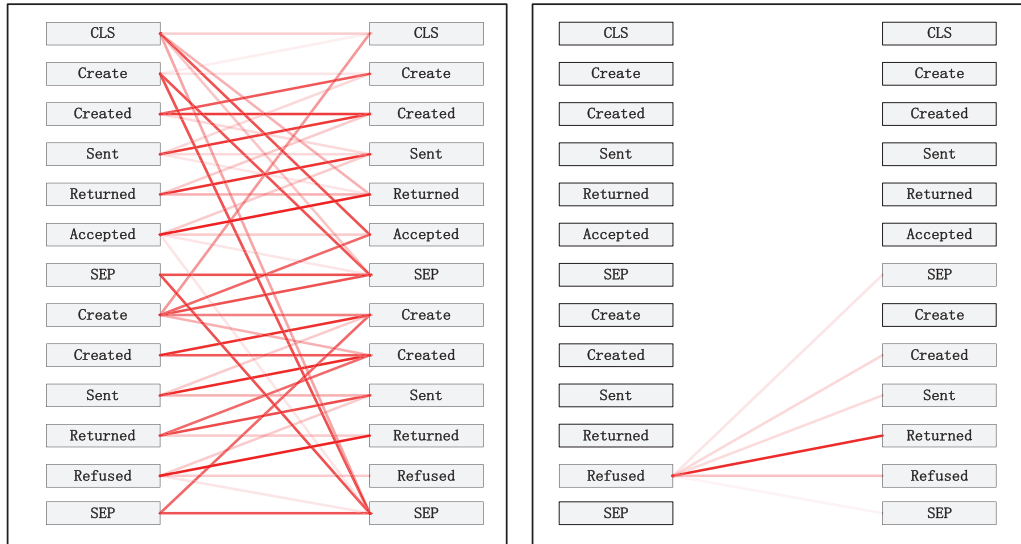 CLS CLS CLS CLS
Create Create Create Create
Created Created Created Created
Sent Sent Sent Sent
Returned Returned Returned Returned
Accepted Accepted Accepted Accepted
SEP SEP SEP SEP
Create Create Create Create
Created Created Created Created
Sent Sent Sent Sent
Returned Returned Returned Returned
Refused Refused Refused Refused
SEP SEP SEP SEP